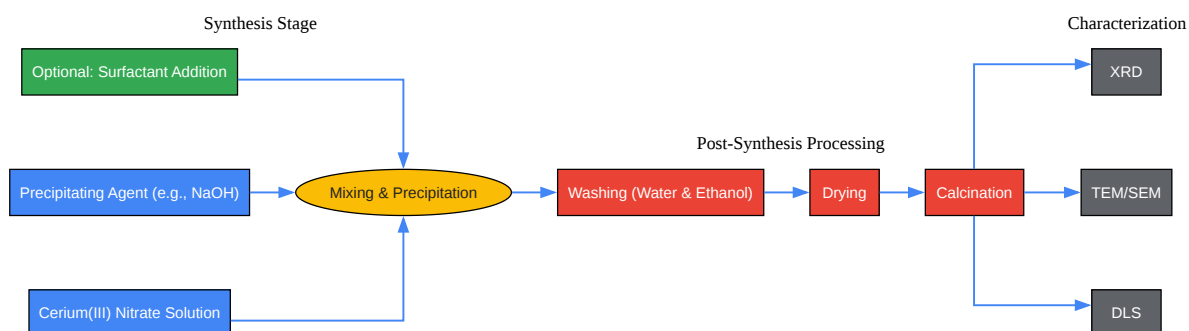 Synthesis Stage
Characterization
Optional: Surfactant Addition
XRD
Post-Synthesis Processing
Precipitating Agent (e.g., NaOH)
Mixing & Precipitation
Washing (Water & Ethanol)
Drying
Calcination
TEM/SEM
Cerium(III) Nitrate Solution
DLS